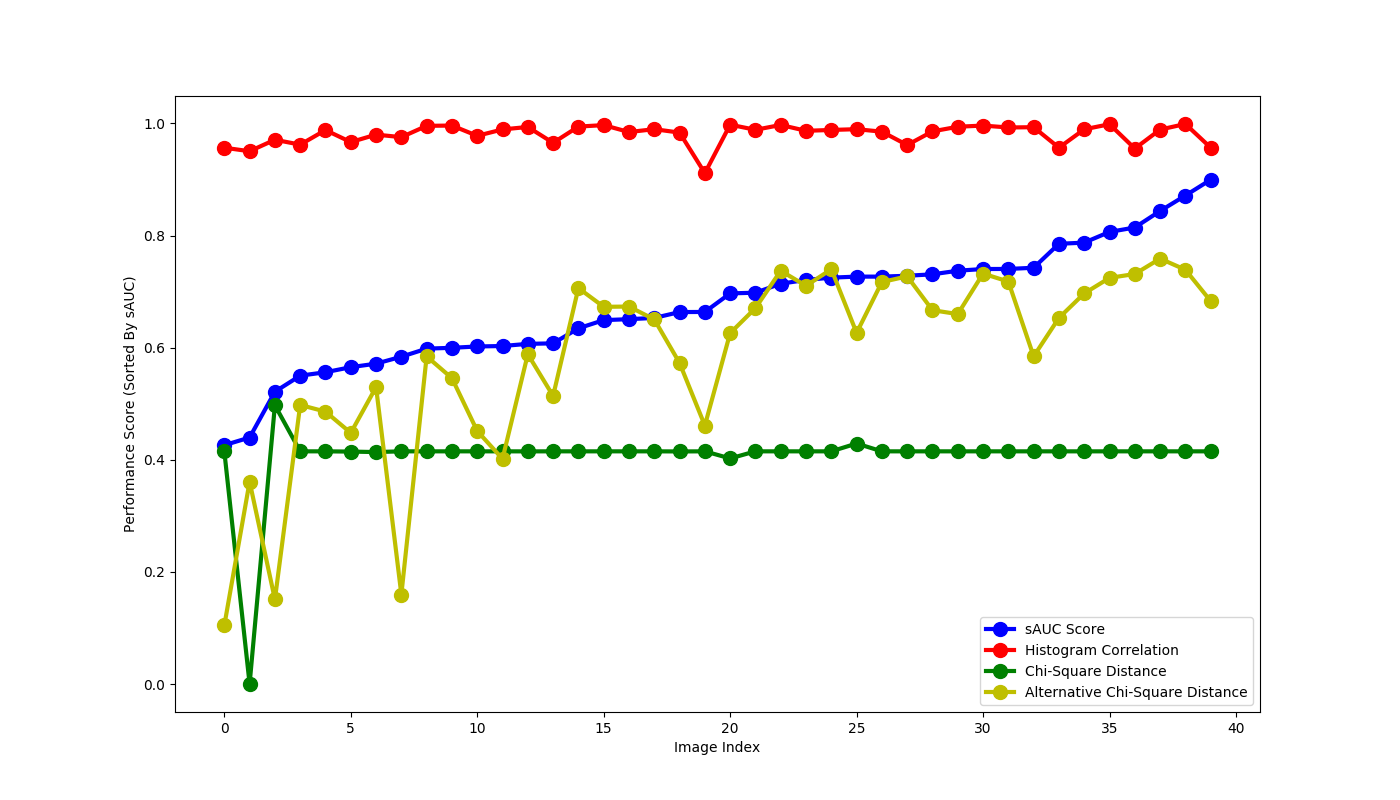 1.0
0.8
0.6
0.4
0.2
0.0
Performance Score (Sorted By sAUC)
0 5 10 15 20 25 30 35 40
Image Index
sAUC Score
Histogram Correlation
Chi-Square Distance
Alternative Chi-Square Distance